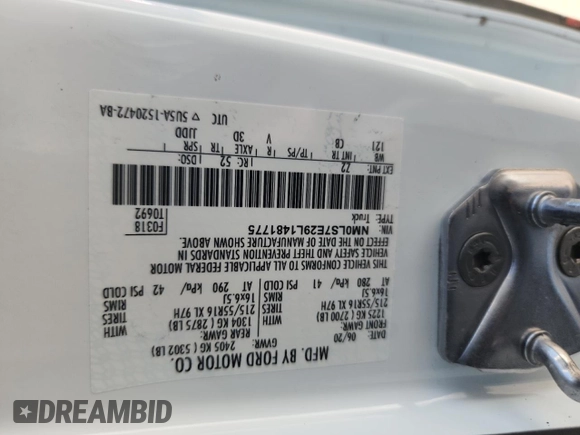 MFD. BY FORD MOTOR CO.
DATE: 06/20
GVWR: 2405 KG ( 5302 LB)
FRONT GAWR: 1225 KG (2700 LB)
REAR GAWR: 1304 KG ( 2875 LB)
WITH
215/55R16 XL 97H
TIRES
215/55R16 XL 97H
WITH
TIRES
16x6.5J
RIMS
16x6.5J
RIMS
AT 280 kPa/ 41 PSI COLD
AT 290 kPa/ 42 PSI COLD
THIS VEHICLE CONFORMS TO ALL APPLICABLE FEDERAL MOTOR
VEHICLE SAFETY AND THEFT PREVENTION STANDARDS IN
EFFECT ON THE DATE OF MANUFACTURE SHOWN ABOVE.
VIN: NM0LS7E29L1481775
TYPE: Truck
F0318
T0692
EXT PNT: Z2
RC: 52
DSO:
WB
INT TR
TP/PS
R
AXLE
TR
SPR
121
CB
V
3D
JJDD
UTC
▽ SU5A-1520472-BA
DREAMBID